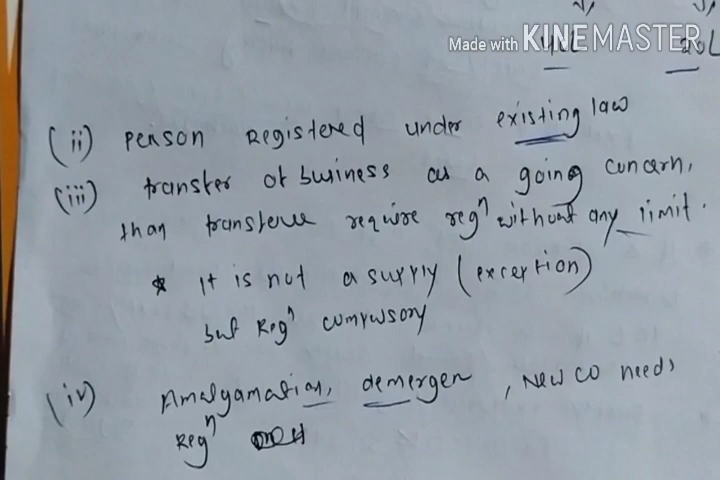 Made with KINEMASTER
20L
(ii) Person Registered under existing law
(iii) transfer of business as a going concern,
than transferee require regⁿ without any limit.
* It is not a supply (exception)
but Regⁿ compulsory
(iv) Amalgamation, demerger, New co needs
Regⁿ